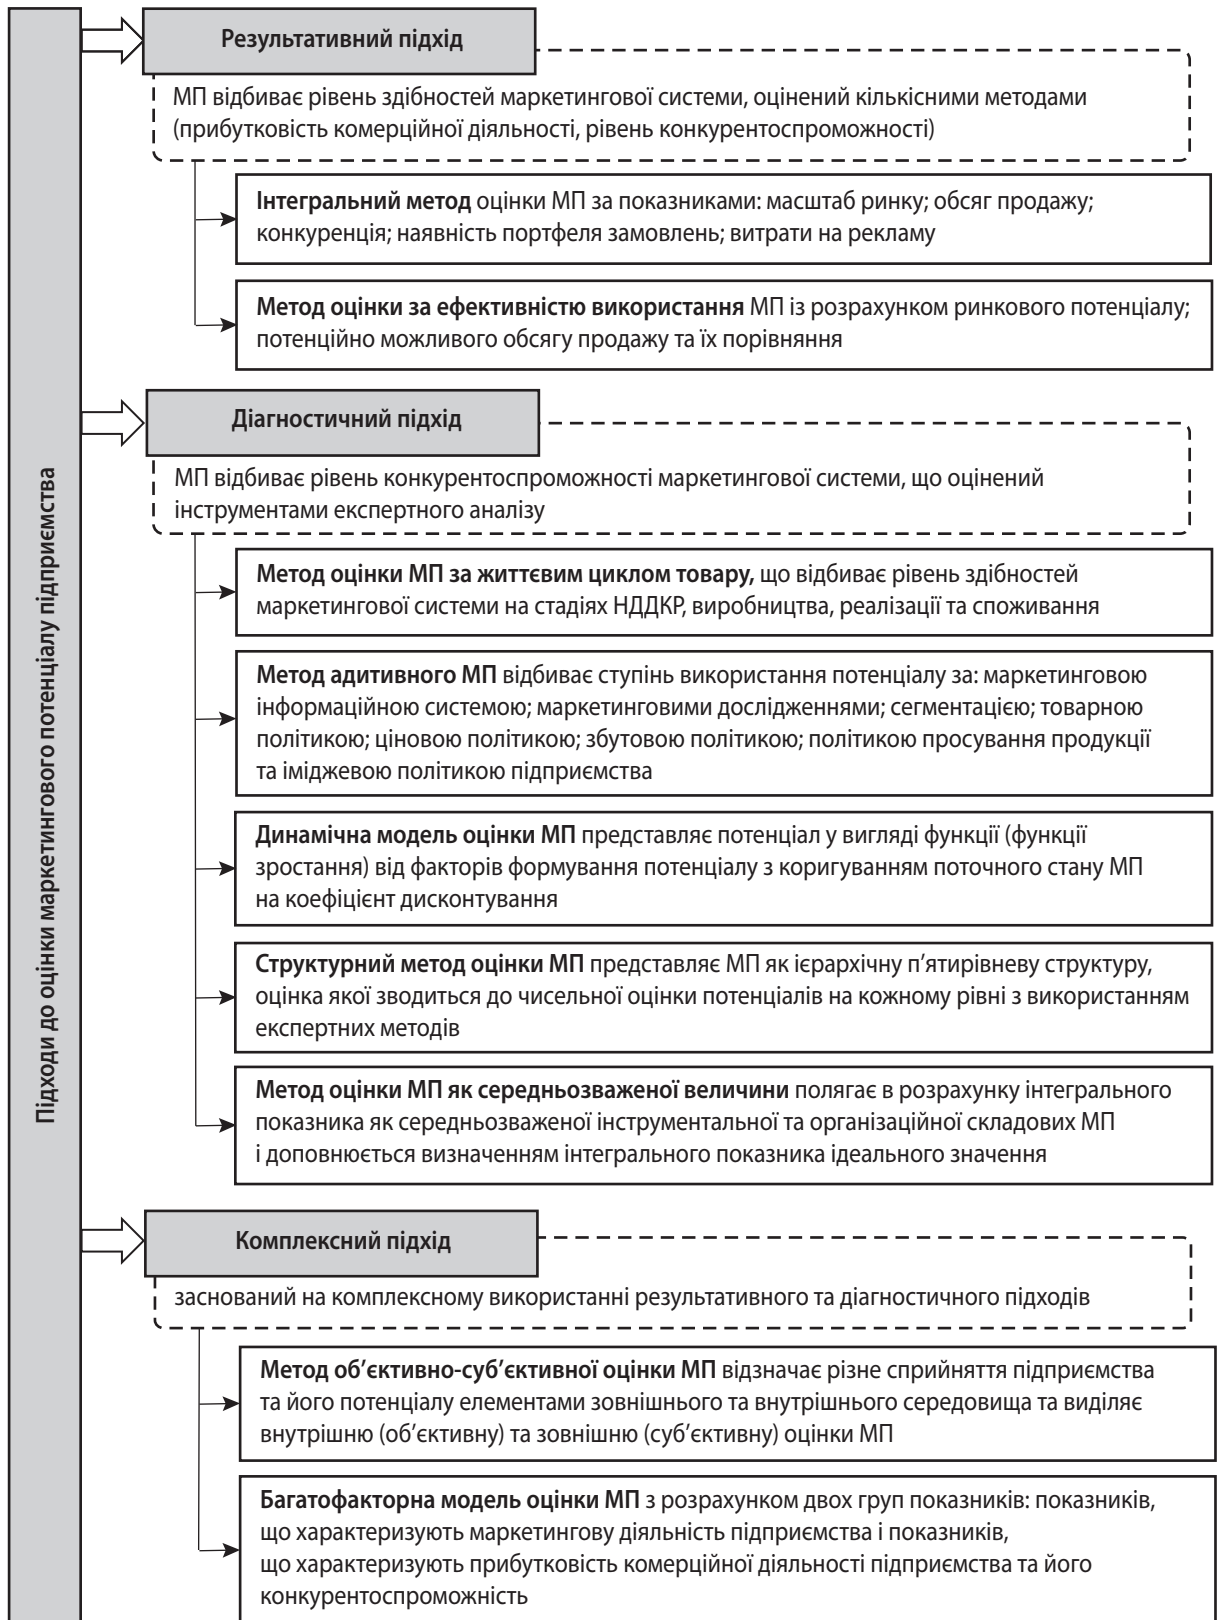 Підходи до оцінки маркетингового потенціалу підприємства
Результативний підхід
МП відбиває рівень здібностей маркетингової системи, оцінений кількісними методами
(прибутковість комерційної діяльності, рівень конкурентоспроможності)
Інтегральний метод оцінки МП за показниками: масштаб ринку; обсяг продажу;
конкуренція; наявність портфеля замовлень; витрати на рекламу
Метод оцінки за ефективністю використання МП із розрахунком ринкового потенціалу;
потенційно можливого обсягу продажу та їх порівняння
Діагностичний підхід
МП відбиває рівень конкурентоспроможності маркетингової системи, що оцінений
інструментами експертного аналізу
Метод оцінки МП за життєвим циклом товару, що відбиває рівень здібностей
маркетингової системи на стадіях НДДКР, виробництва, реалізації та споживання
Метод адитивного МП відбиває ступінь використання потенціалу за: маркетинговою
інформаційною системою; маркетинговими дослідженнями; сегментацією; товарною
політикою; ціновою політикою; збутовою політикою; політикою просування продукції
та іміджевою політикою підприємства
Динамічна модель оцінки МП представляє потенціал у вигляді функції (функції
зростання) від факторів формування потенціалу з коригуванням поточного стану МП
на коефіцієнт дисконтування
Структурний метод оцінки МП представляє МП як ієрархічну п’ятирівневу структуру,
оцінка якої зводиться до чисельної оцінки потенціалів на кожному рівні з використанням
експертних методів
Метод оцінки МП як середньозваженої величини полягає в розрахунку інтегрального
показника як середньозваженої інструментальної та організаційної складових МП
і доповнюється визначенням інтегрального показника ідеального значення
Комплексний підхід
заснований на комплексному використанні результативного та діагностичного підходів
Метод об’єктивно-суб’єктивної оцінки МП відзначає різне сприйняття підприємства
та його потенціалу елементами зовнішнього та внутрішнього середовища та виділяє
внутрішню (об’єктивну) та зовнішню (суб’єктивну) оцінки МП
Багатофакторна модель оцінки МП з розрахунком двох груп показників: показників,
що характеризують маркетингову діяльність підприємства і показників,
що характеризують прибутковість комерційної діяльності підприємства та його
конкурентоспроможність